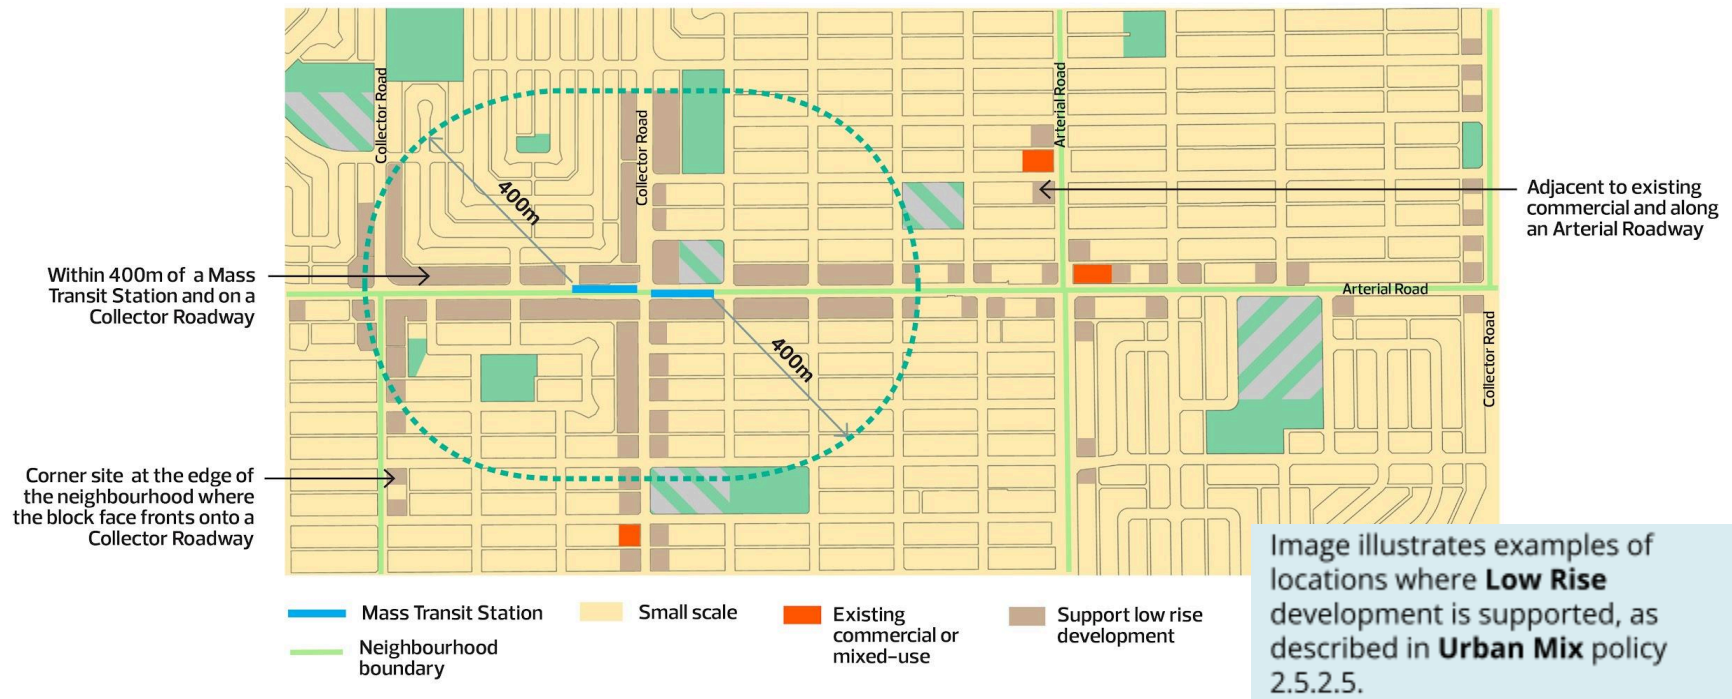 Collector Road
Collector Road
Arterial Road
400m
Adjacent to existing
commercial and along
an Arterial Roadway
Within 400m of a Mass
Transit Station and on a
Collector Roadway
Arterial Road
Collector Road
400m
Corner site at the edge of
the neighbourhood where
the block face fronts onto a
Collector Roadway
Mass Transit Station
Neighbourhood
boundary
Small scale
Existing
commercial or
mixed-use
Support low rise
development
Image illustrates examples of
locations where Low Rise
development is supported, as
described in Urban Mix policy
2.5.2.5.